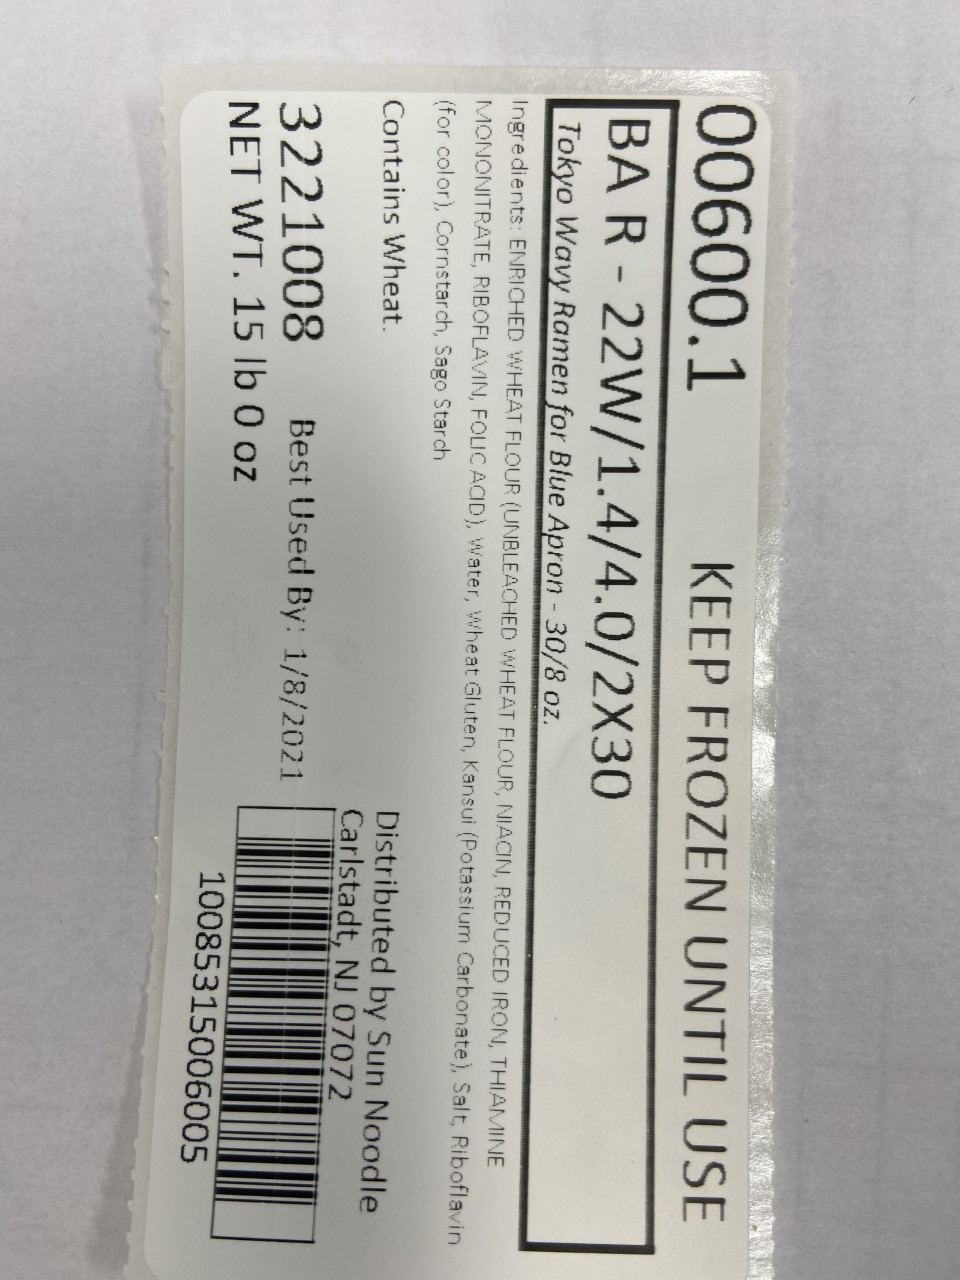 00600.1 KEEP FROZEN UNTIL USE
BA R - 22W/1.4/4.0/2X30
Tokyo Wavy Ramen for Blue Apron - 30/8 oz.
Ingredients: ENRICHED WHEAT FLOUR (UNBLEACHED WHEAT FLOUR, NIACIN, REDUCED IRON, THIAMINE
MONONITRATE, RIBOFLAVIN, FOLIC ACID), Water, Wheat Gluten, Kansui (Potassium Carbonate), Salt, Riboflavin
(for color), Cornstarch, Sago Starch
Contains Wheat.
Distributed by Sun Noodle
Carlstadt, NJ 07072
3221008 Best Used By: 1/8/2021
NET WT. 15 lb 0 oz
10085315006005